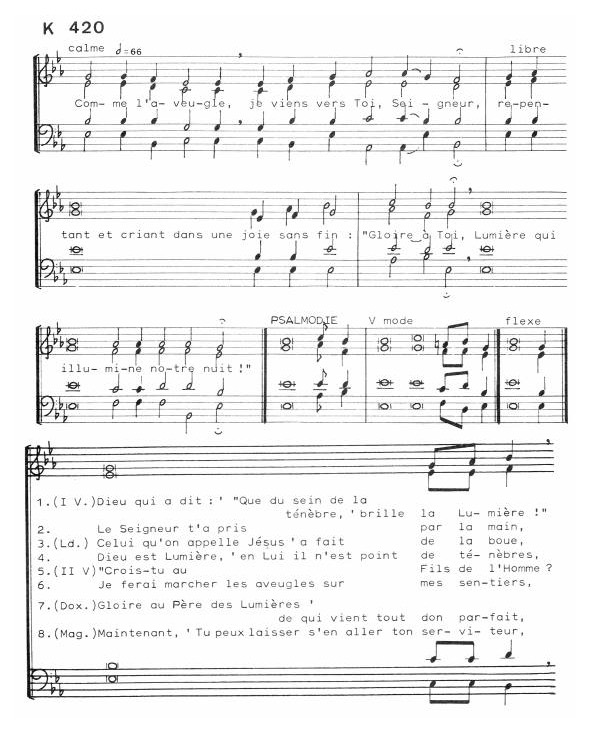 K 420
calme ♩=66 libre
Com- me l'a- veu-gle, je viens vers Toi, Sei - gneur, re-pen-
tant et criant dans une joie sans fin : "Gloire à Toi, Lumière qui
PSALMODIE V mode flexe
illu- mi-ne no-tre nuit !"
1.(I V.)Dieu qui a dit : ' "Que du sein de la
ténèbre, ' brille la Lu- mière !"
2. Le Seigneur t'a pris par la main,
3.(Ld.) Celui qu'on appelle Jésus ' a fait de la boue,
4. Dieu est Lumière, ' en Lui il n'est point de té- nèbres,
5.(II V)"Crois-tu au Fils de l'Homme ?
6. Je ferai marcher les aveugles sur mes sen-tiers,
7.(Dox.)Gloire au Père des Lumières '
de qui vient tout don par-fait,
8.(Mag.)Maintenant, ' Tu peux laisser s'en aller ton ser- vi- teur,